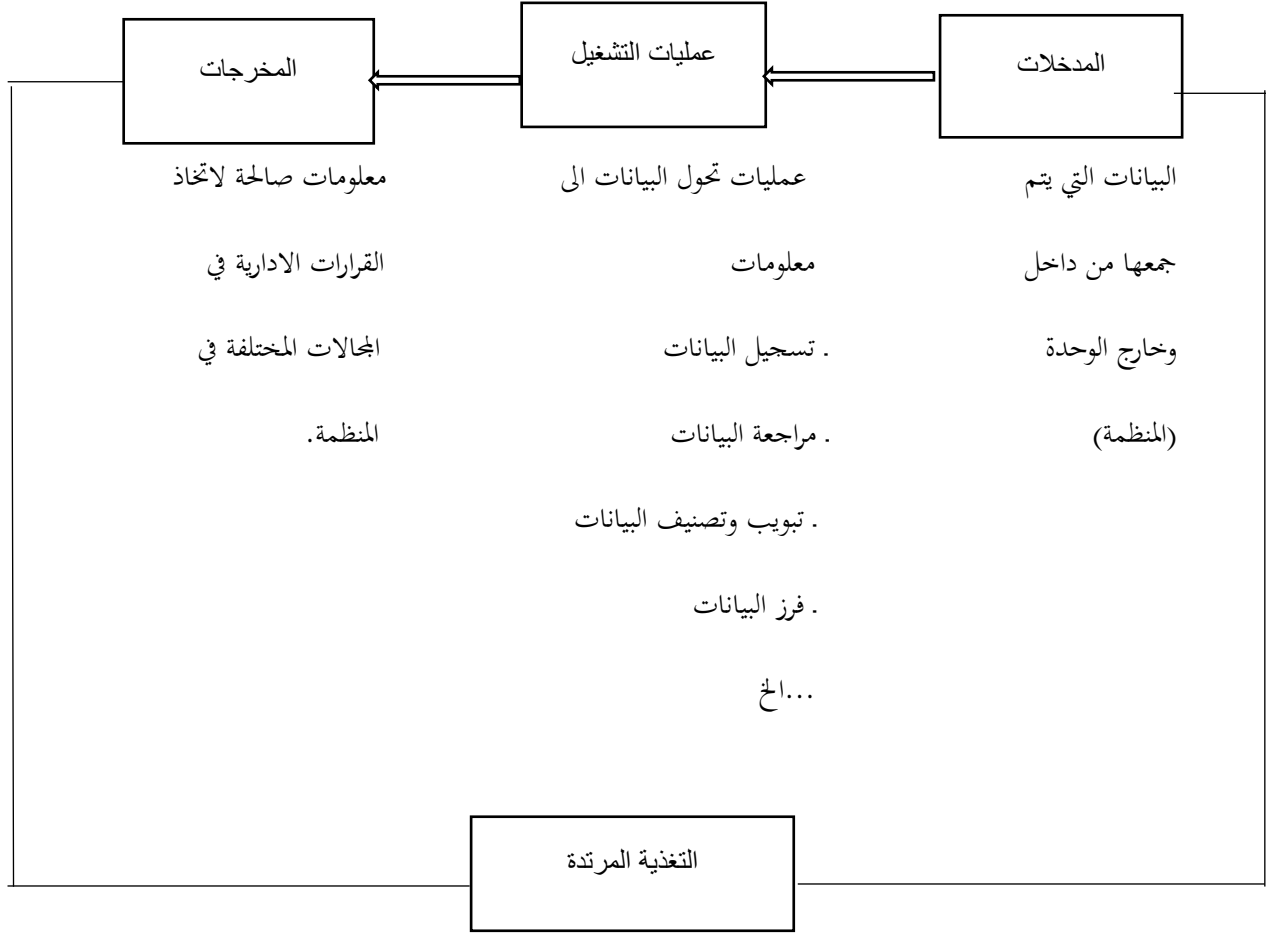 المدخلات
عمليات التشغيل
المخرجات
البيانات التي يتم
جمعها من داخل
وخارج الوحدة
(المنظمة)
عمليات تحول البيانات الى
معلومات
. تسجيل البيانات
. مراجعة البيانات
. تبويب وتصنيف البيانات
. فرز البيانات
...الخ
معلومات صالحة لاتخاذ
القرارات الادارية في
المجالات المختلفة في
المنظمة.
التغذية المرتدة